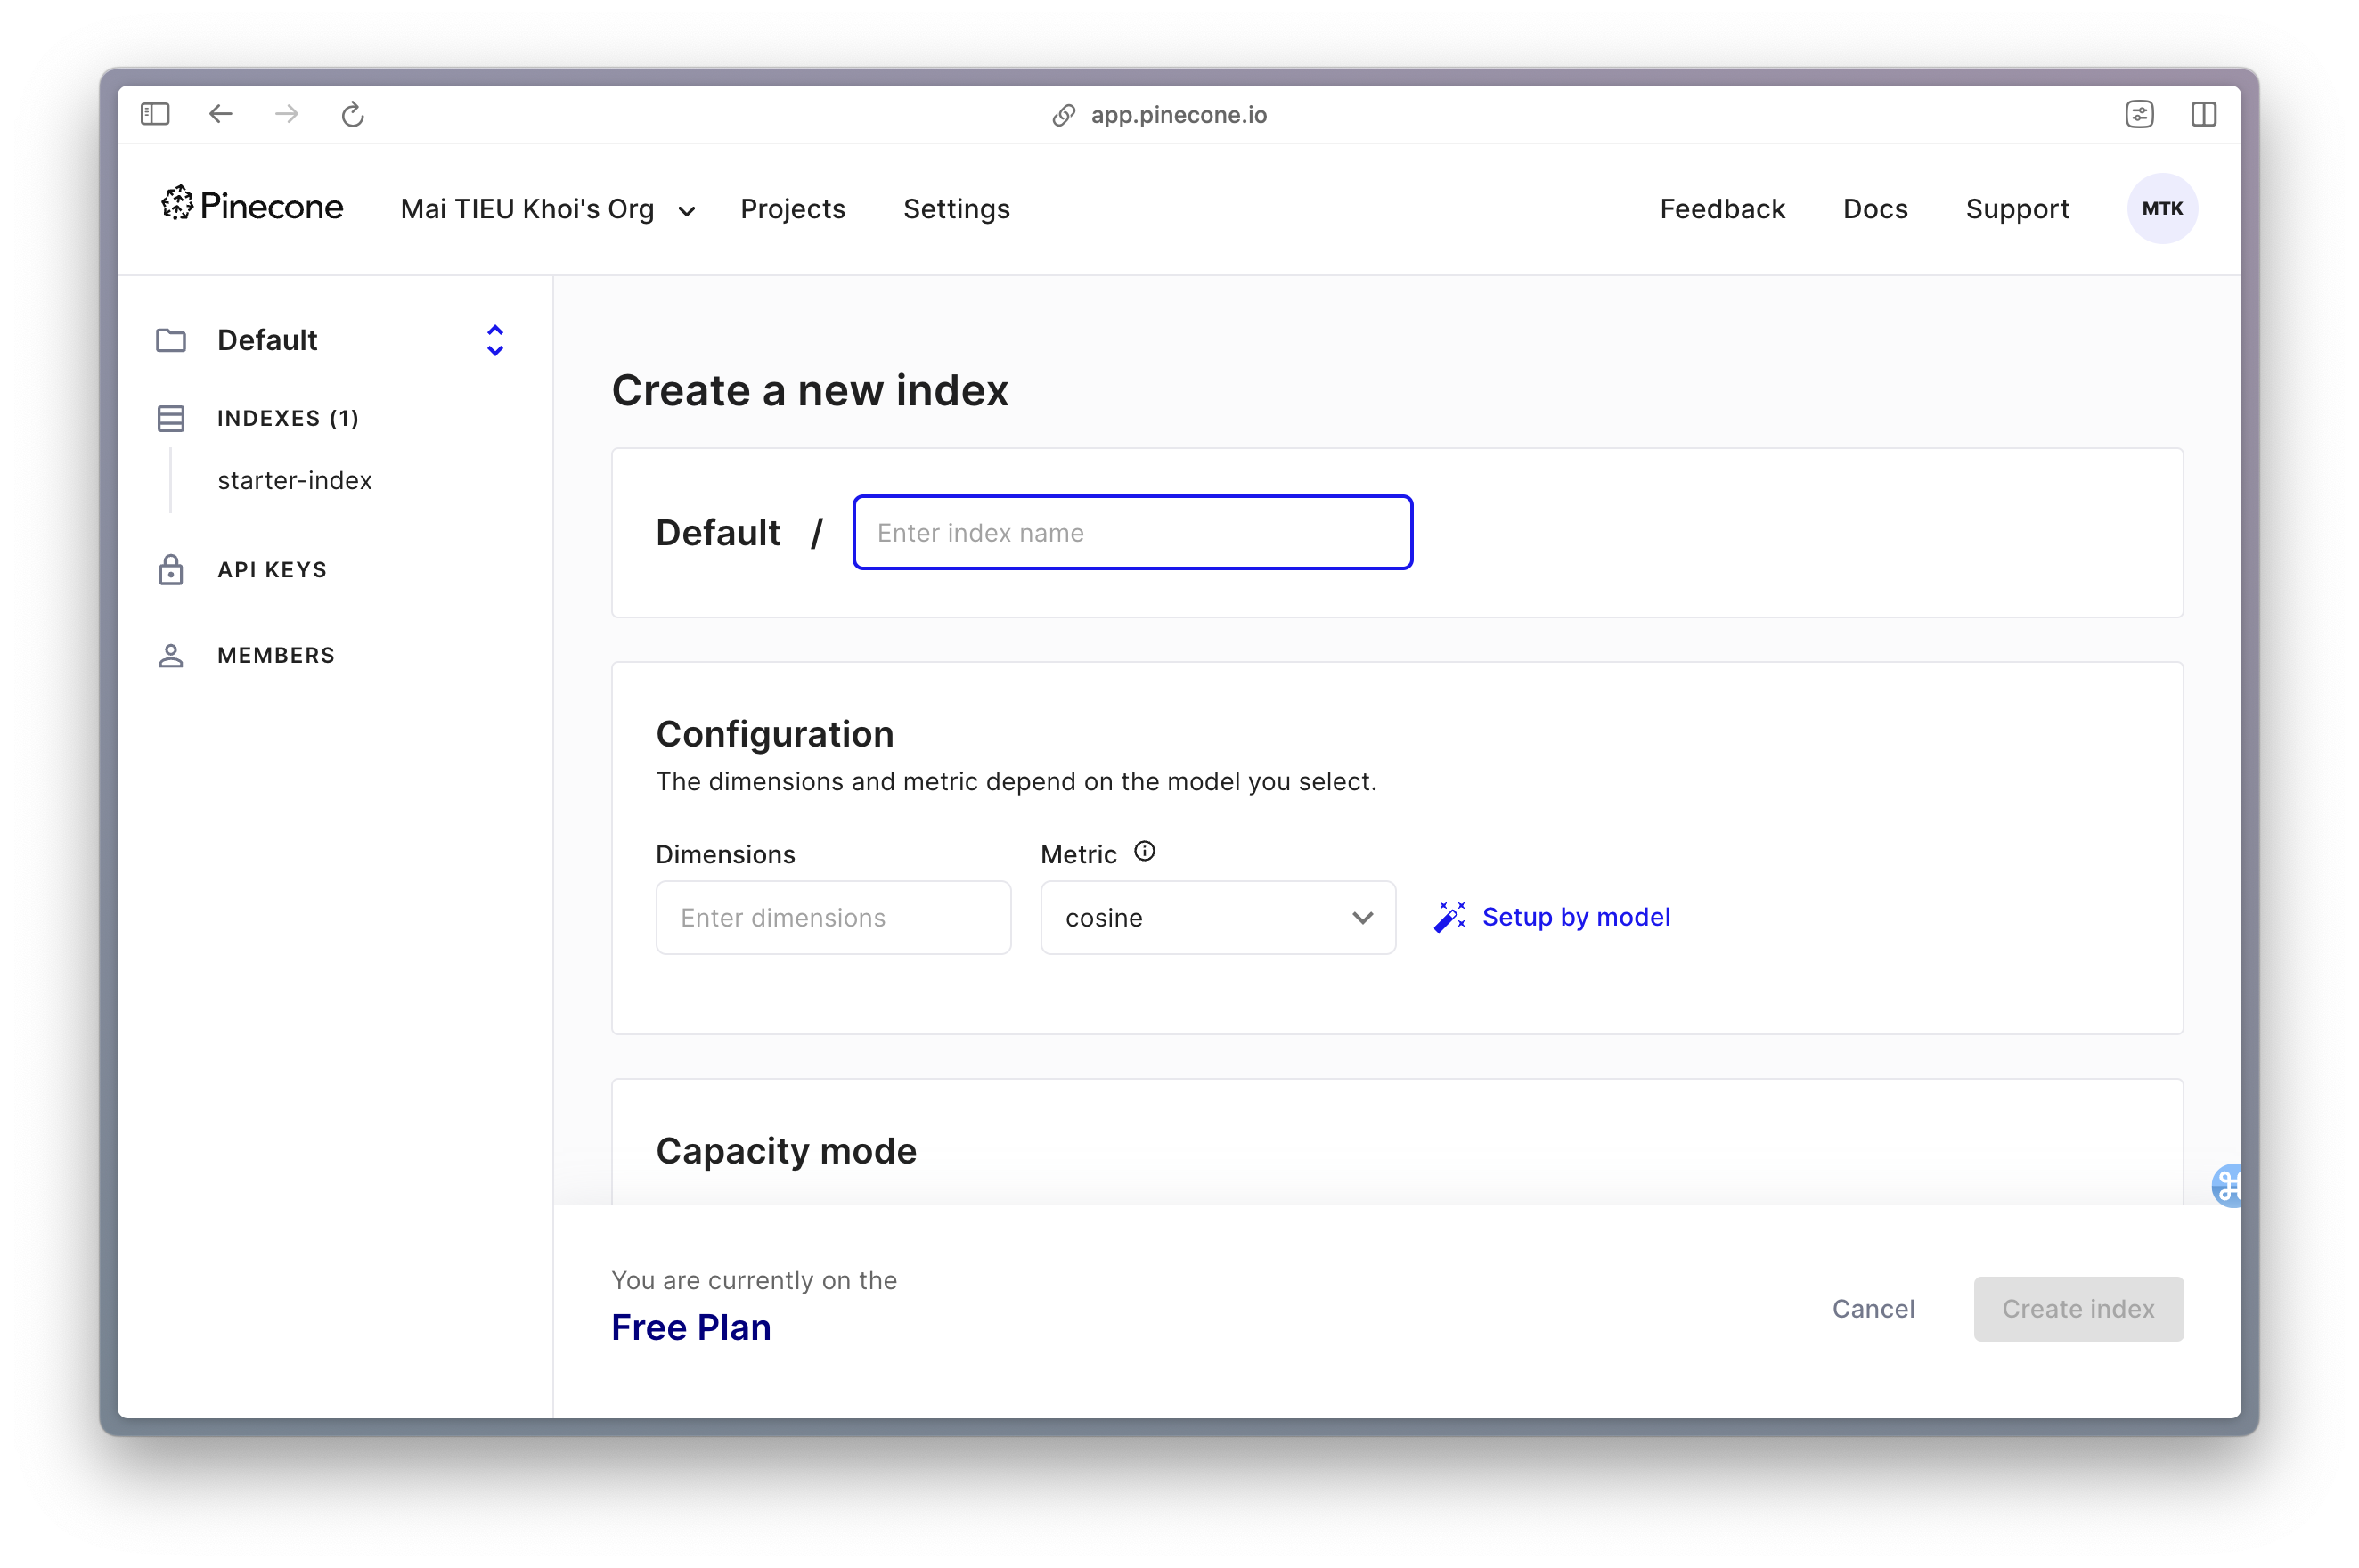 app.pinecone.io
Pinecone Mai TIEU Khoi's Org Projects Settings Feedback Docs Support MTK
Default
INDEXES (1)
starter-index
API KEYS
MEMBERS
Create a new index
Default / Enter index name
Configuration
The dimensions and metric depend on the model you select.
Dimensions Metric
Enter dimensions cosine Setup by model
Capacity mode
You are currently on the
Free Plan
Cancel Create index